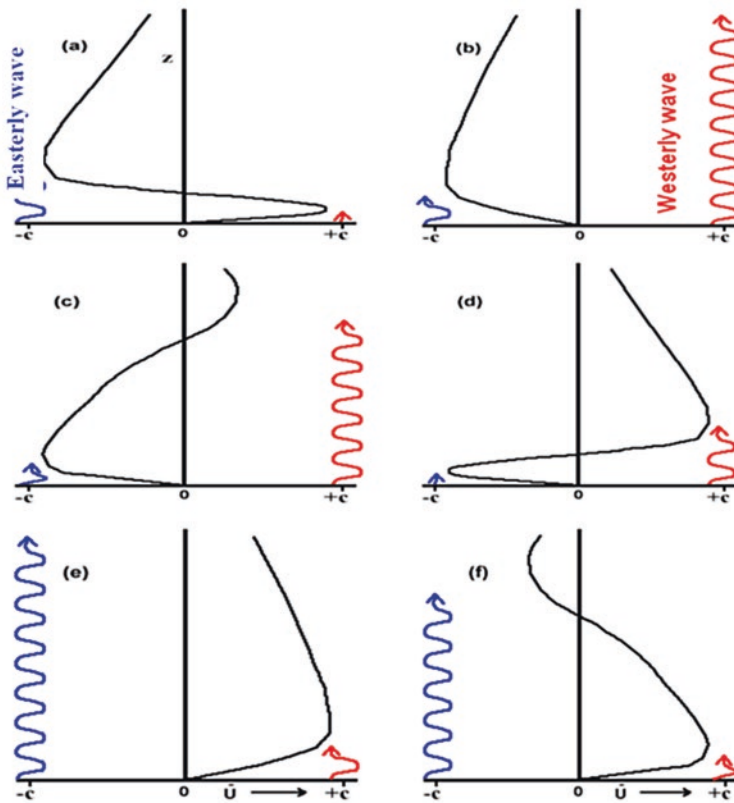 (a)
z
Easterly wave
-c
0
+c
(b)
Westerly wave
-c
0
+c
(c)
-c
0
+c
(d)
-c
0
+c
(e)
-c
0
ū
+c
(f)
-c
0
ū
+c